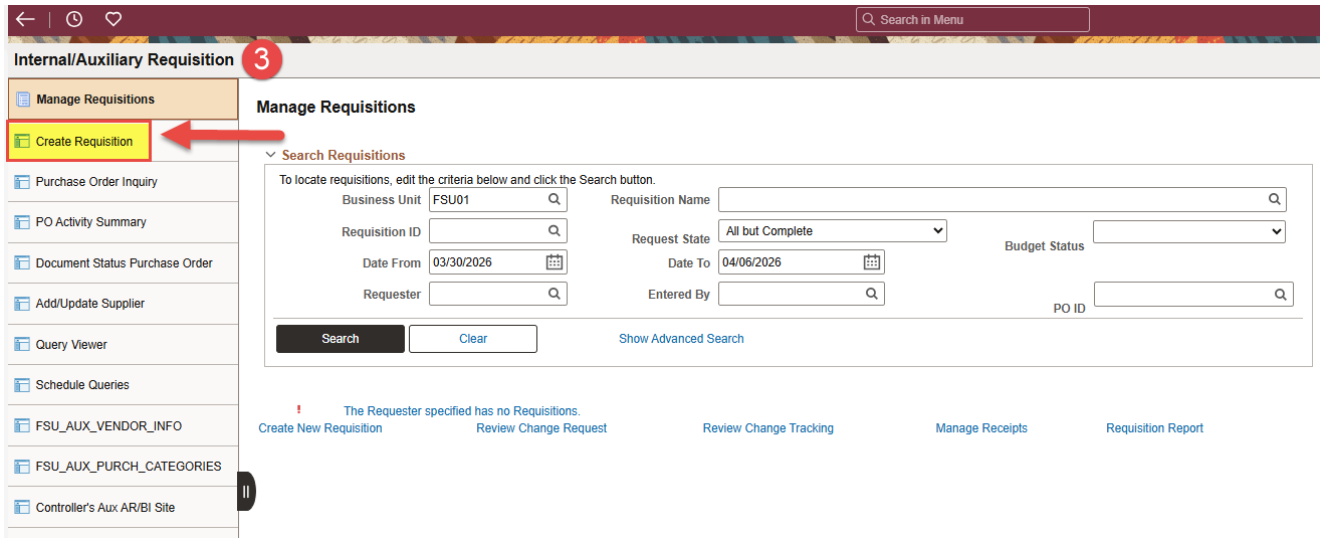 Search in Menu
Internal/Auxiliary Requisition 3
Manage Requisitions
Create Requisition
Purchase Order Inquiry
PO Activity Summary
Document Status Purchase Order
Add/Update Supplier
Query Viewer
Schedule Queries
FSU_AUX_VENDOR_INFO
FSU_AUX_PURCH_CATEGORIES
Controller's Aux AR/BI Site
Manage Requisitions
Search Requisitions
To locate requisitions, edit the criteria below and click the Search button.
Business Unit FSU01 Requisition Name
Requisition ID Request State All but Complete Budget Status
Date From 03/30/2026 Date To 04/06/2026
Requester Entered By PO ID
Search Clear Show Advanced Search
! The Requester specified has no Requisitions.
Create New Requisition Review Change Request Review Change Tracking Manage Receipts Requisition Report